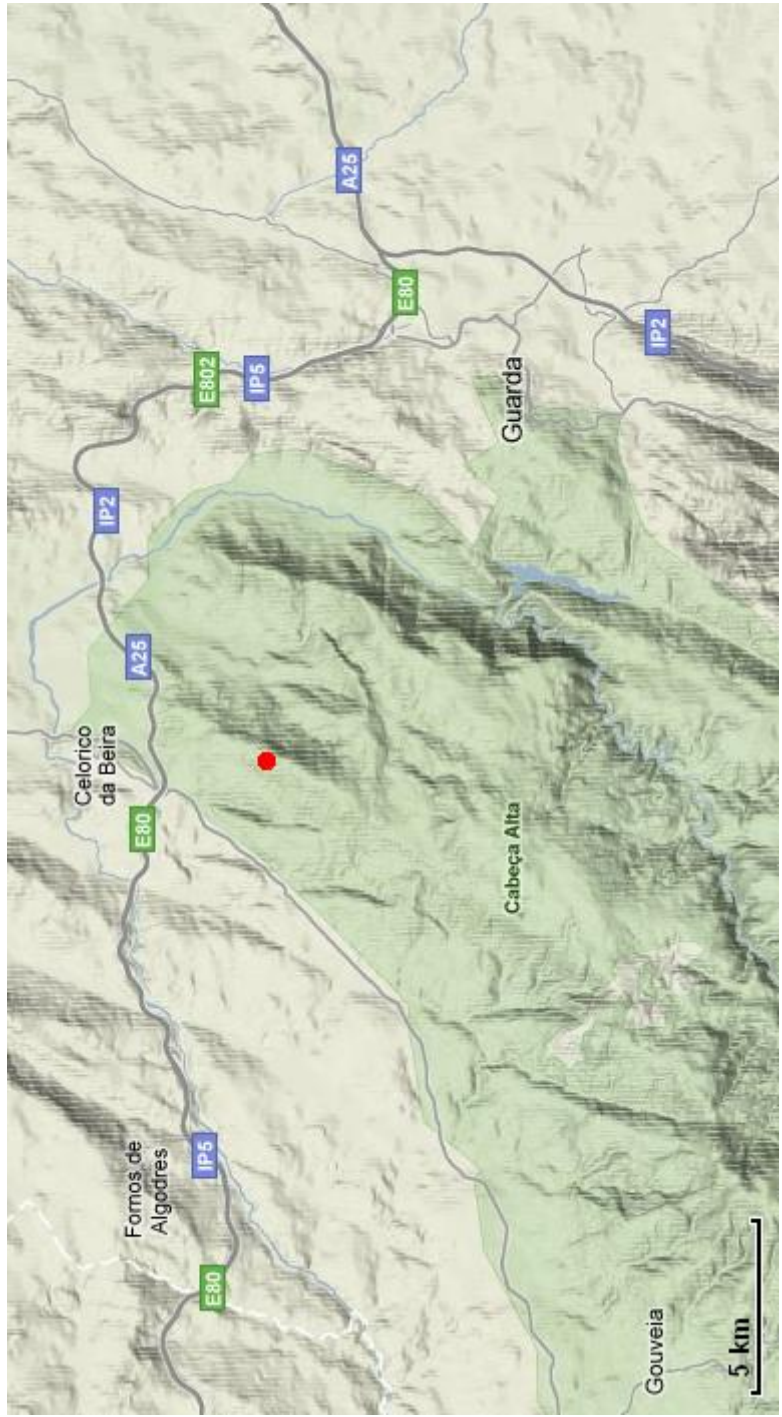 Celorico
da Beira
IP2
Fornos de
Algodres
E80
A25
IP5
E802
E80
IP5
A25
E80
Cabeça Alta
Guarda
Gouveia
IP2
5 km